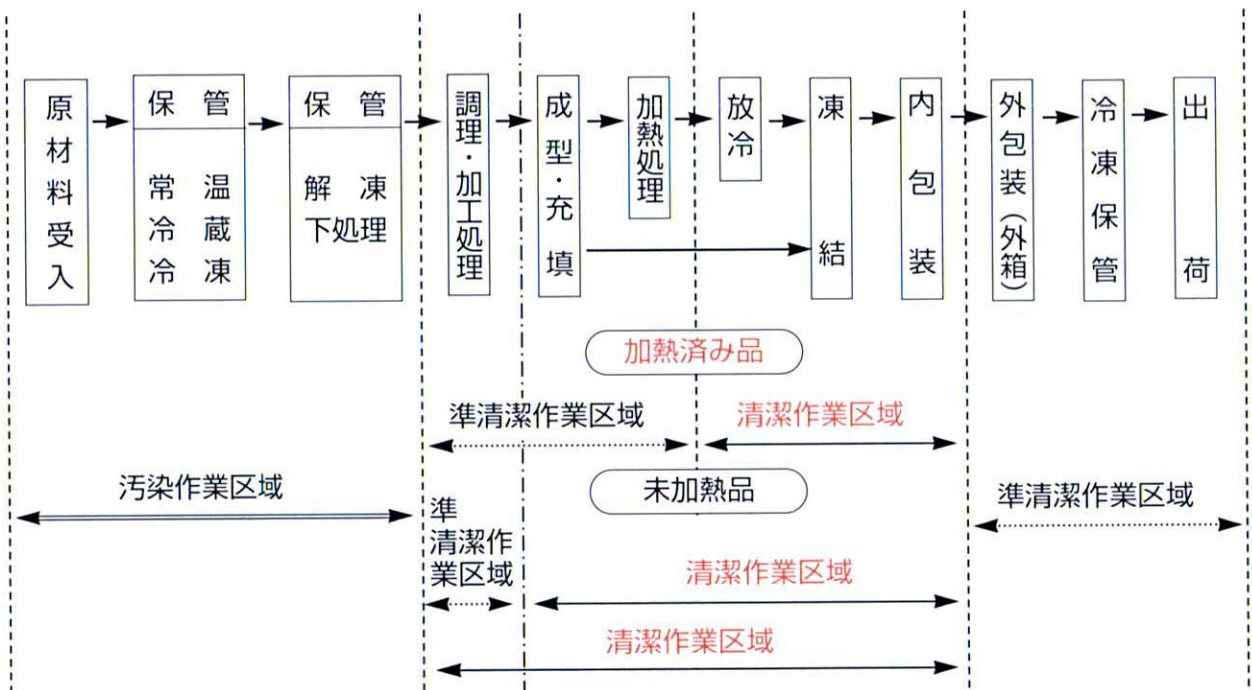 原材料受入
保管
常温
冷蔵
冷凍
保管
解凍
下処理
調理・加工処理
成型・充填
加熱処理
放冷
凍結
内包装
外包装（外箱）
冷凍保管
出荷
加熱済み品
準清潔作業区域
清潔作業区域
汚染作業区域
未加熱品
準清潔作業区域
準
清潔作
業区域
清潔作業区域
清潔作業区域